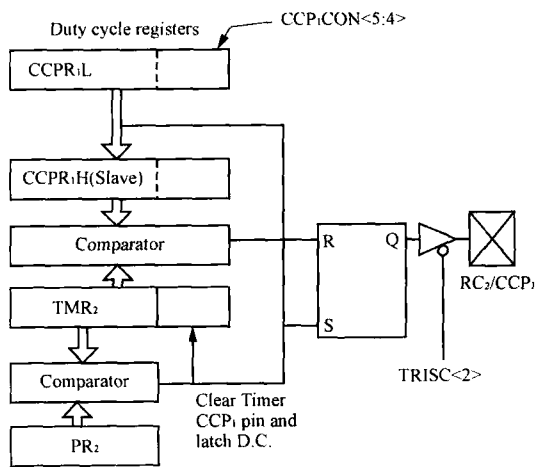 Duty cycle registers
CCP₁CON<5:4>
CCPR₁L
CCPR₁H(Slave)
Comparator
R
Q
RC₂/CCP₁
TMR₂
S
TRISC<2>
Comparator
Clear Timer
CCP₁ pin and
latch D.C.
PR₂